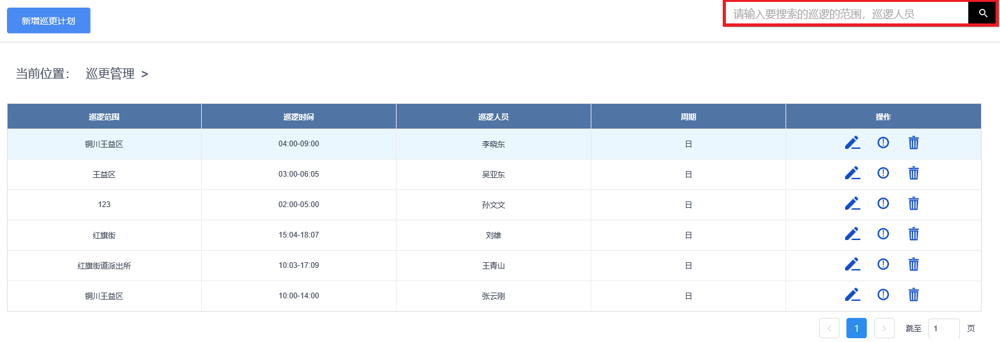 新增巡更计划
请输入要搜索的巡逻的范围，巡逻人员
当前位置： 巡更管理 >
巡逻范围 巡逻时间 巡逻人员 周期 操作
铜川王益区 04:00-09:00 李晓东 日
王益区 03:00-06:05 吴亚东 日
123 02:00-05:00 孙文文 日
红旗街 15:04-18:07 刘雄 日
红旗街道派出所 10:03-17:09 王青山 日
铜川王益区 10:00-14:00 张云刚 日
< 1 > 跳至 1 页